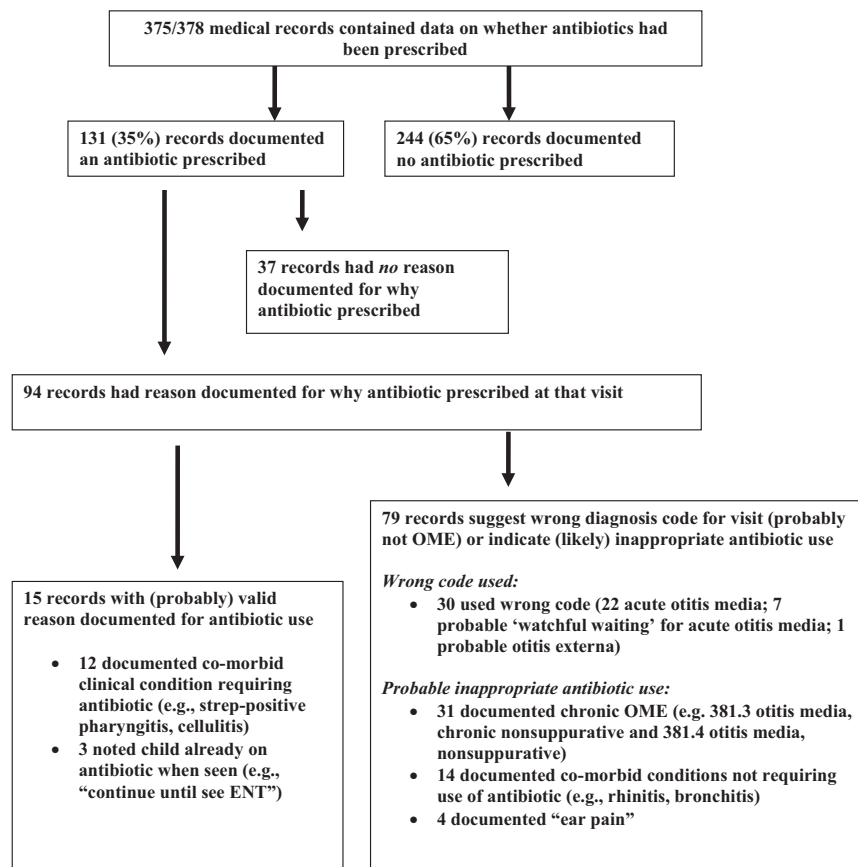 375/378 medical records contained data on whether antibiotics had
been prescribed
131 (35%) records documented
an antibiotic prescribed
244 (65%) records documented
no antibiotic prescribed
37 records had no reason
documented for why
antibiotic prescribed
94 records had reason documented for why antibiotic prescribed at that visit
15 records with (probably) valid
reason documented for antibiotic use
• 12 documented co-morbid
clinical condition requiring
antibiotic (e.g., strep-positive
pharyngitis, cellulitis)
• 3 noted child already on
antibiotic when seen (e.g.,
“continue until see ENT”)
79 records suggest wrong diagnosis code for visit (probably
not OME) or indicate (likely) inappropriate antibiotic use
Wrong code used:
• 30 used wrong code (22 acute otitis media; 7
probable ‘watchful waiting’ for acute otitis media; 1
probable otitis externa)
Probable inappropriate antibiotic use:
• 31 documented chronic OME (e.g. 381.3 otitis media,
chronic nonsuppurative and 381.4 otitis media,
nonsuppurative)
• 14 documented co-morbid conditions not requiring
use of antibiotic (e.g., rhinitis, bronchitis)
• 4 documented “ear pain”